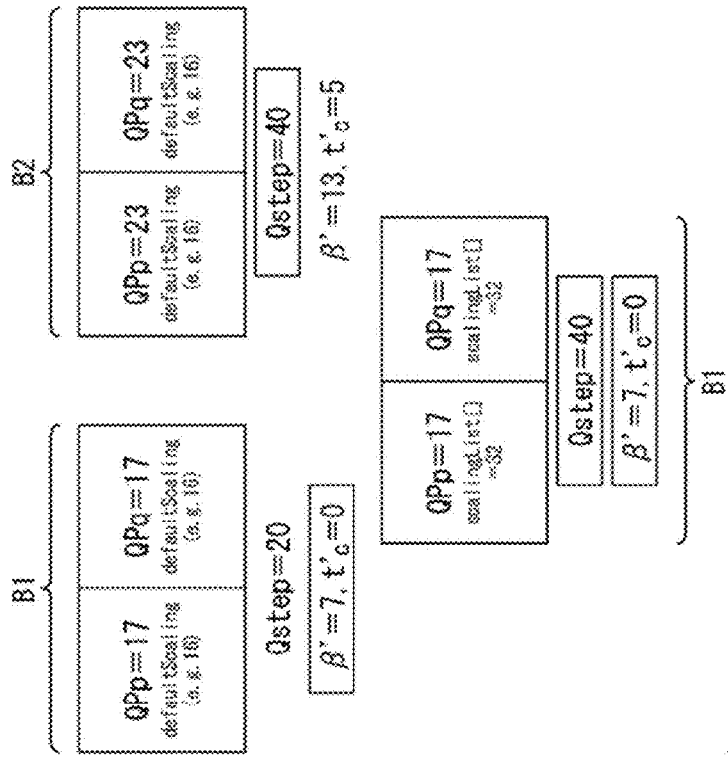 B1
QPp=17
defaultScaling
(e.g. 16)
QPq=17
defaultScaling
(e.g. 16)
Qstep=20
β'=7, t'c=0
B2
QPp=23
defaultScaling
(e.g. 16)
QPq=23
defaultScaling
(e.g. 16)
Qstep=40
β'=13, t'c=5
QPp=17
scalingList[]
=32
QPq=17
scalingList[]
=32
Qstep=40
β'=7, t'c=0
B1